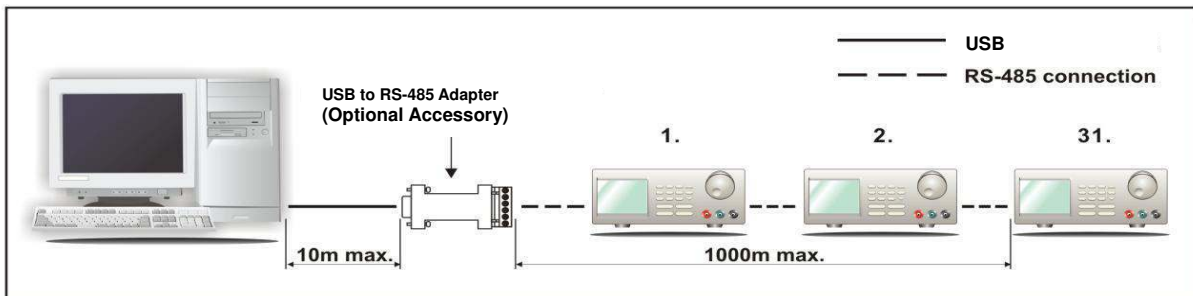 USB
RS-485 connection
USB to RS-485 Adapter
(Optional Accessory)
1.
2.
31.
10m max.
1000m max.